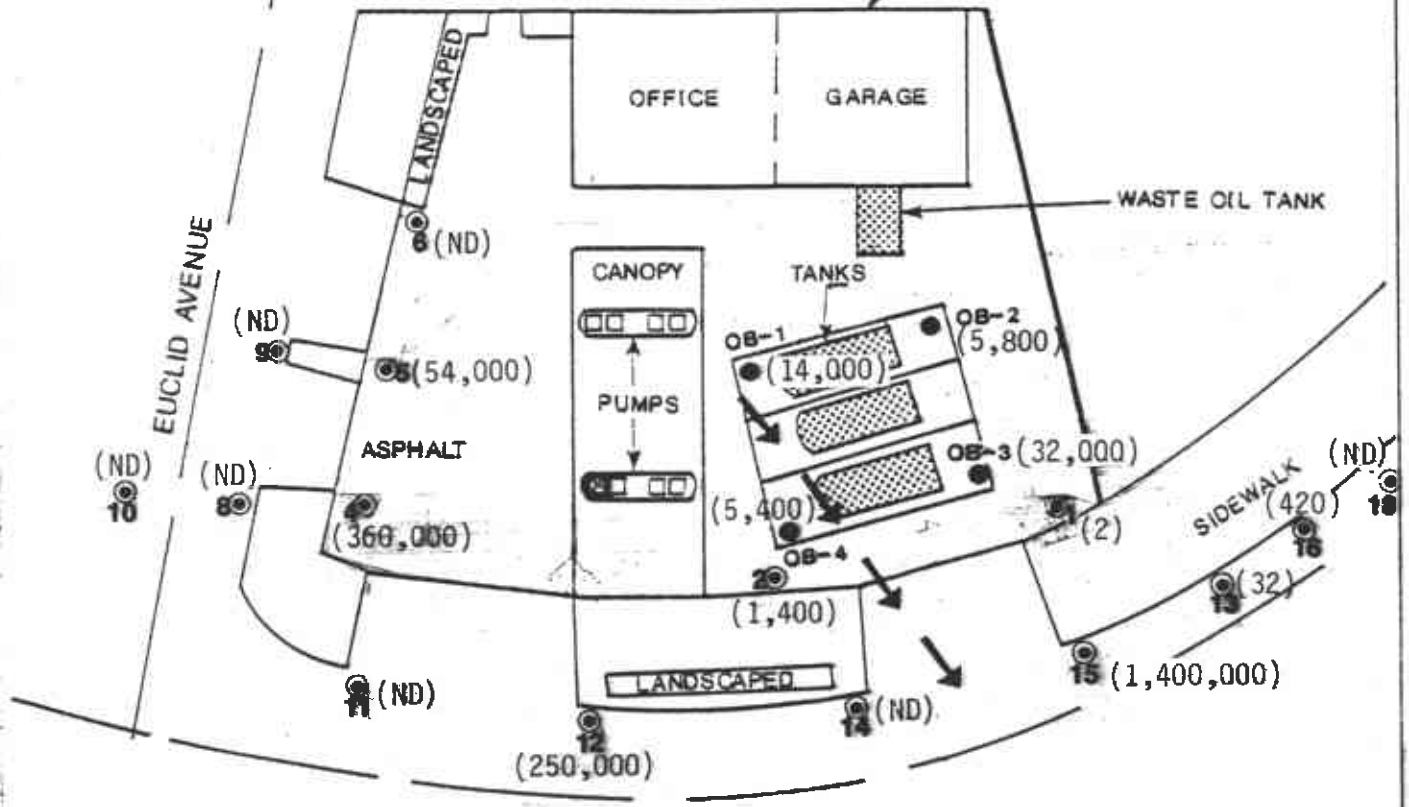 OFFICE
GARAGE
LANDSCAPED
WASTE OIL TANK
6 (ND)
EUCLID AVENUE
CANOPY
TANKS
(ND)
9
OB-1
OB-2
(5,800)
5 (54,000)
(14,000)
PUMPS
ASPHALT
OB-3 (32,000)
(ND)
10
(ND)
8
(ND)
SIDEWALK
(420)
16
(5,400)
OB-4
(2)
(360,000)
2
(1,400)
13 (32)
LANDSCAPED
15 (1,400,000)
11 (ND)
14 (ND)
12
(250,000)